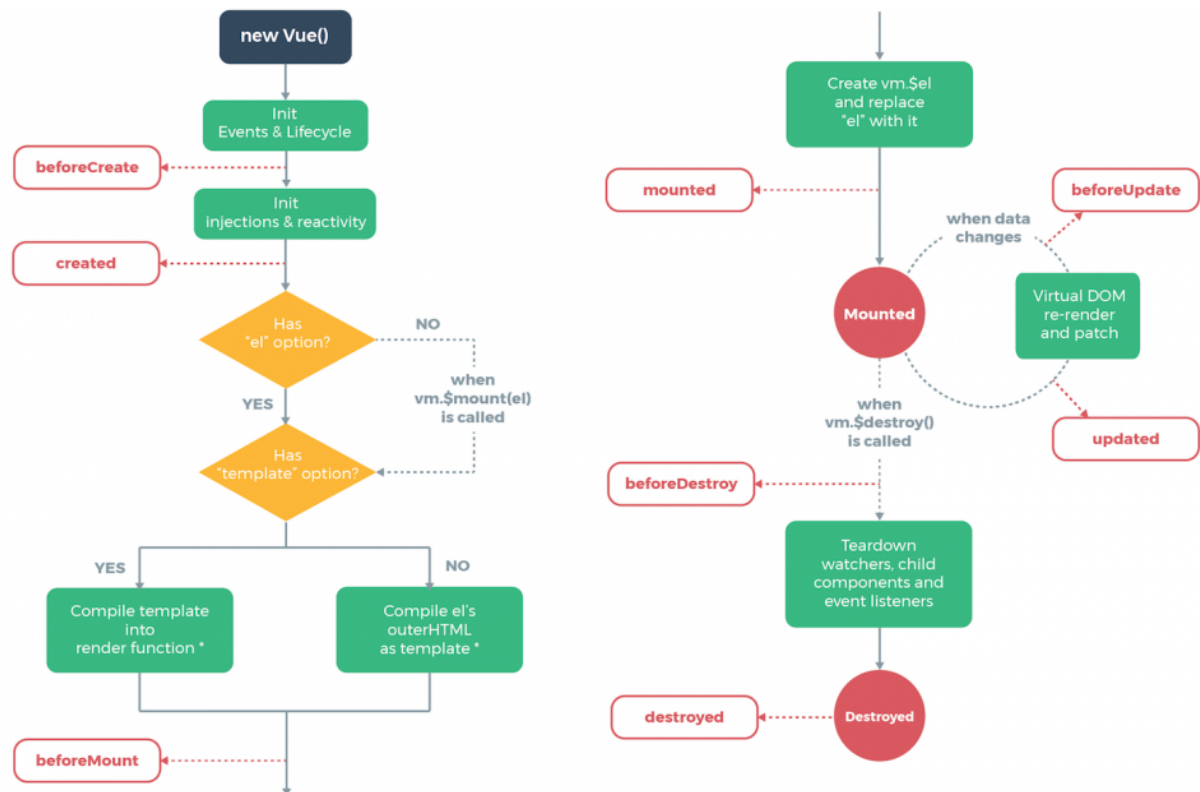 new Vue()
Init
Events & Lifecycle
beforeCreate
Init
injections & reactivity
created
Has
"el" option?
NO
when
vm.$mount(el)
is called
YES
Has
"template" option?
YES
NO
Compile template
into
render function *
Compile el's
outerHTML
as template *
beforeMount
Create vm.$el
and replace
"el" with it
mounted
beforeUpdate
when data
changes
Mounted
Virtual DOM
re-render
and patch
when
vm.$destroy()
is called
updated
beforeDestroy
Teardown
watchers, child
components and
event listeners
destroyed
Destroyed